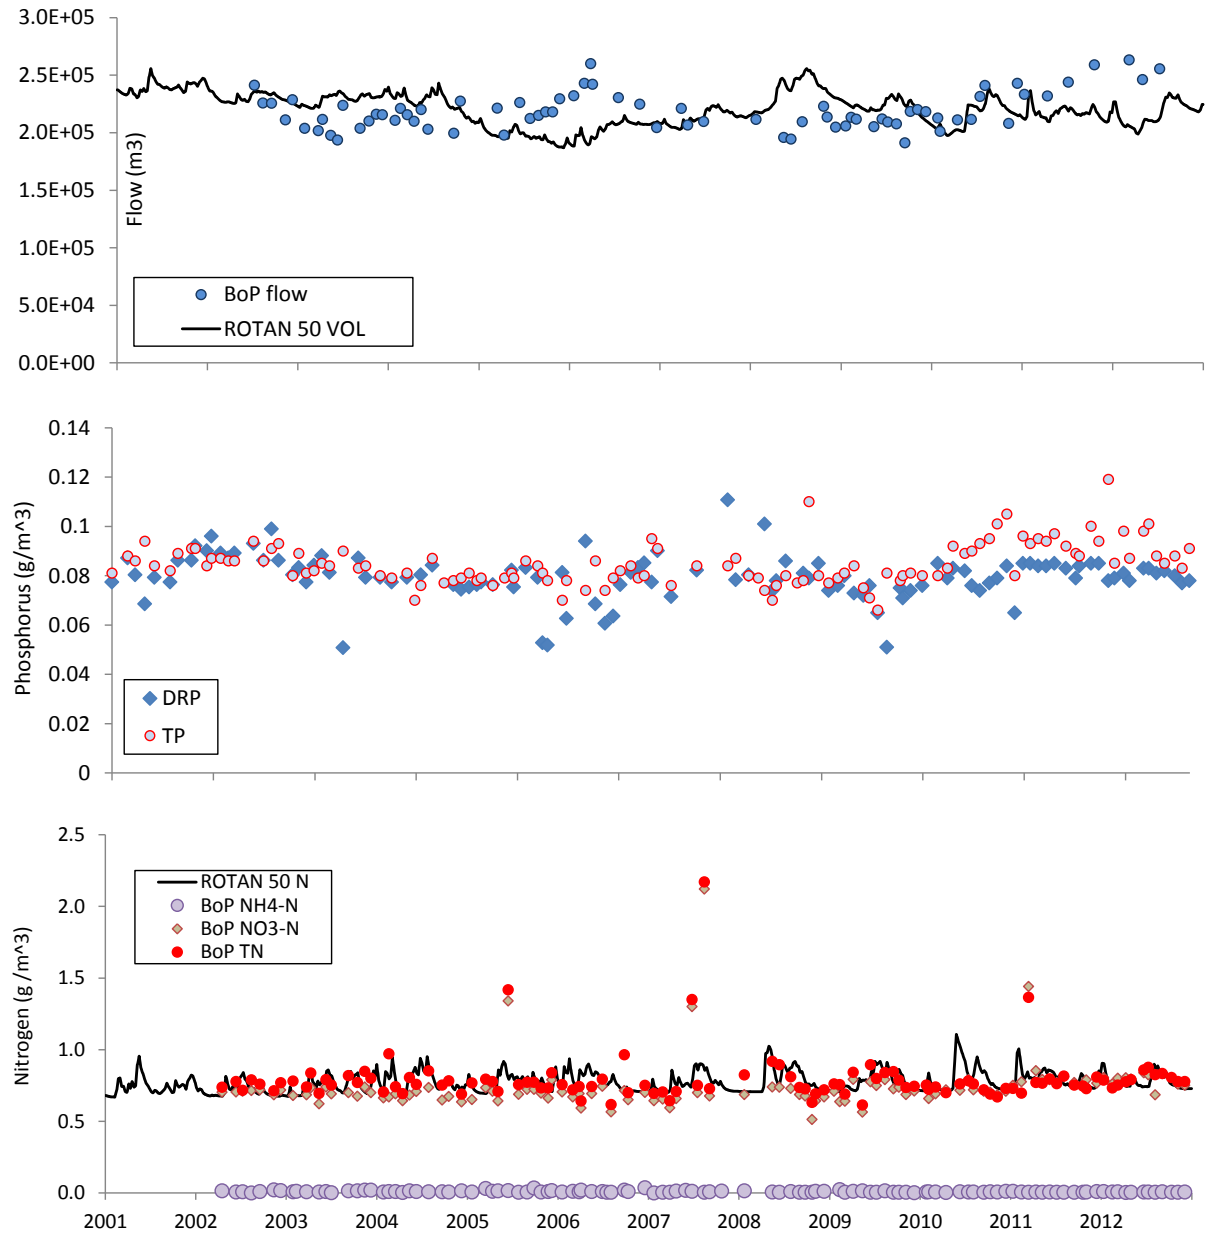 3.0E+05
2.5E+05
2.0E+05
1.5E+05
1.0E+05
5.0E+04
0.0E+00
Flow (m3)
BoP flow
ROTAN 50 VOL
0.14
0.12
0.1
0.08
0.06
0.04
0.02
0
Phosphorus (g/m^3)
DRP
TP
2.5
2.0
1.5
1.0
0.5
0.0
Nitrogen (g /m^3)
ROTAN 50 N
BoP NH4-N
BoP NO3-N
BoP TN
2001 2002 2003 2004 2005 2006 2007 2008 2009 2010 2011 2012